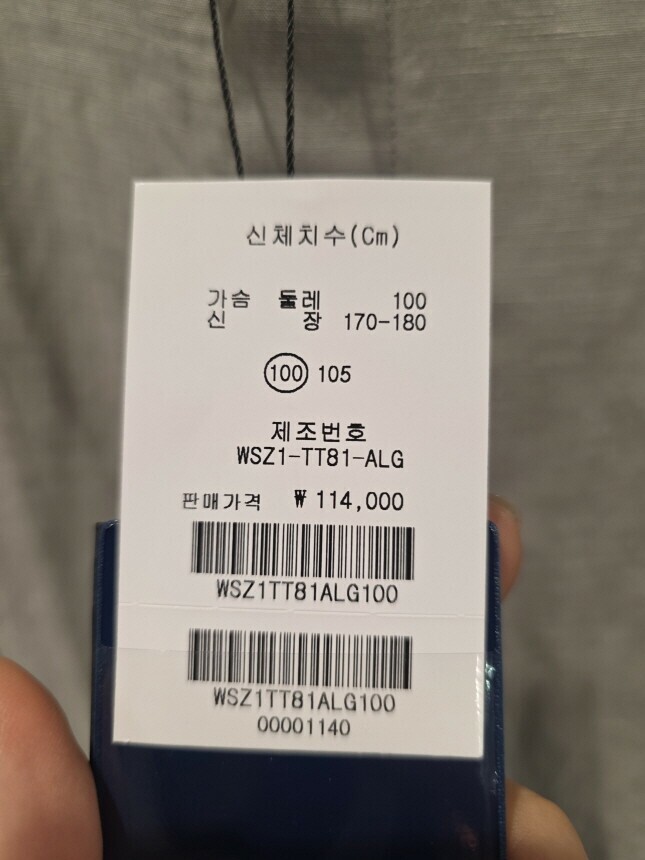 신체치수(Cm)
가슴 둘레 100
신 장 170-180
100 105
제조번호
WSZ1-TT81-ALG
판매가격 ₩ 114,000
WSZ1TT81ALG100
WSZ1TT81ALG100
00001140